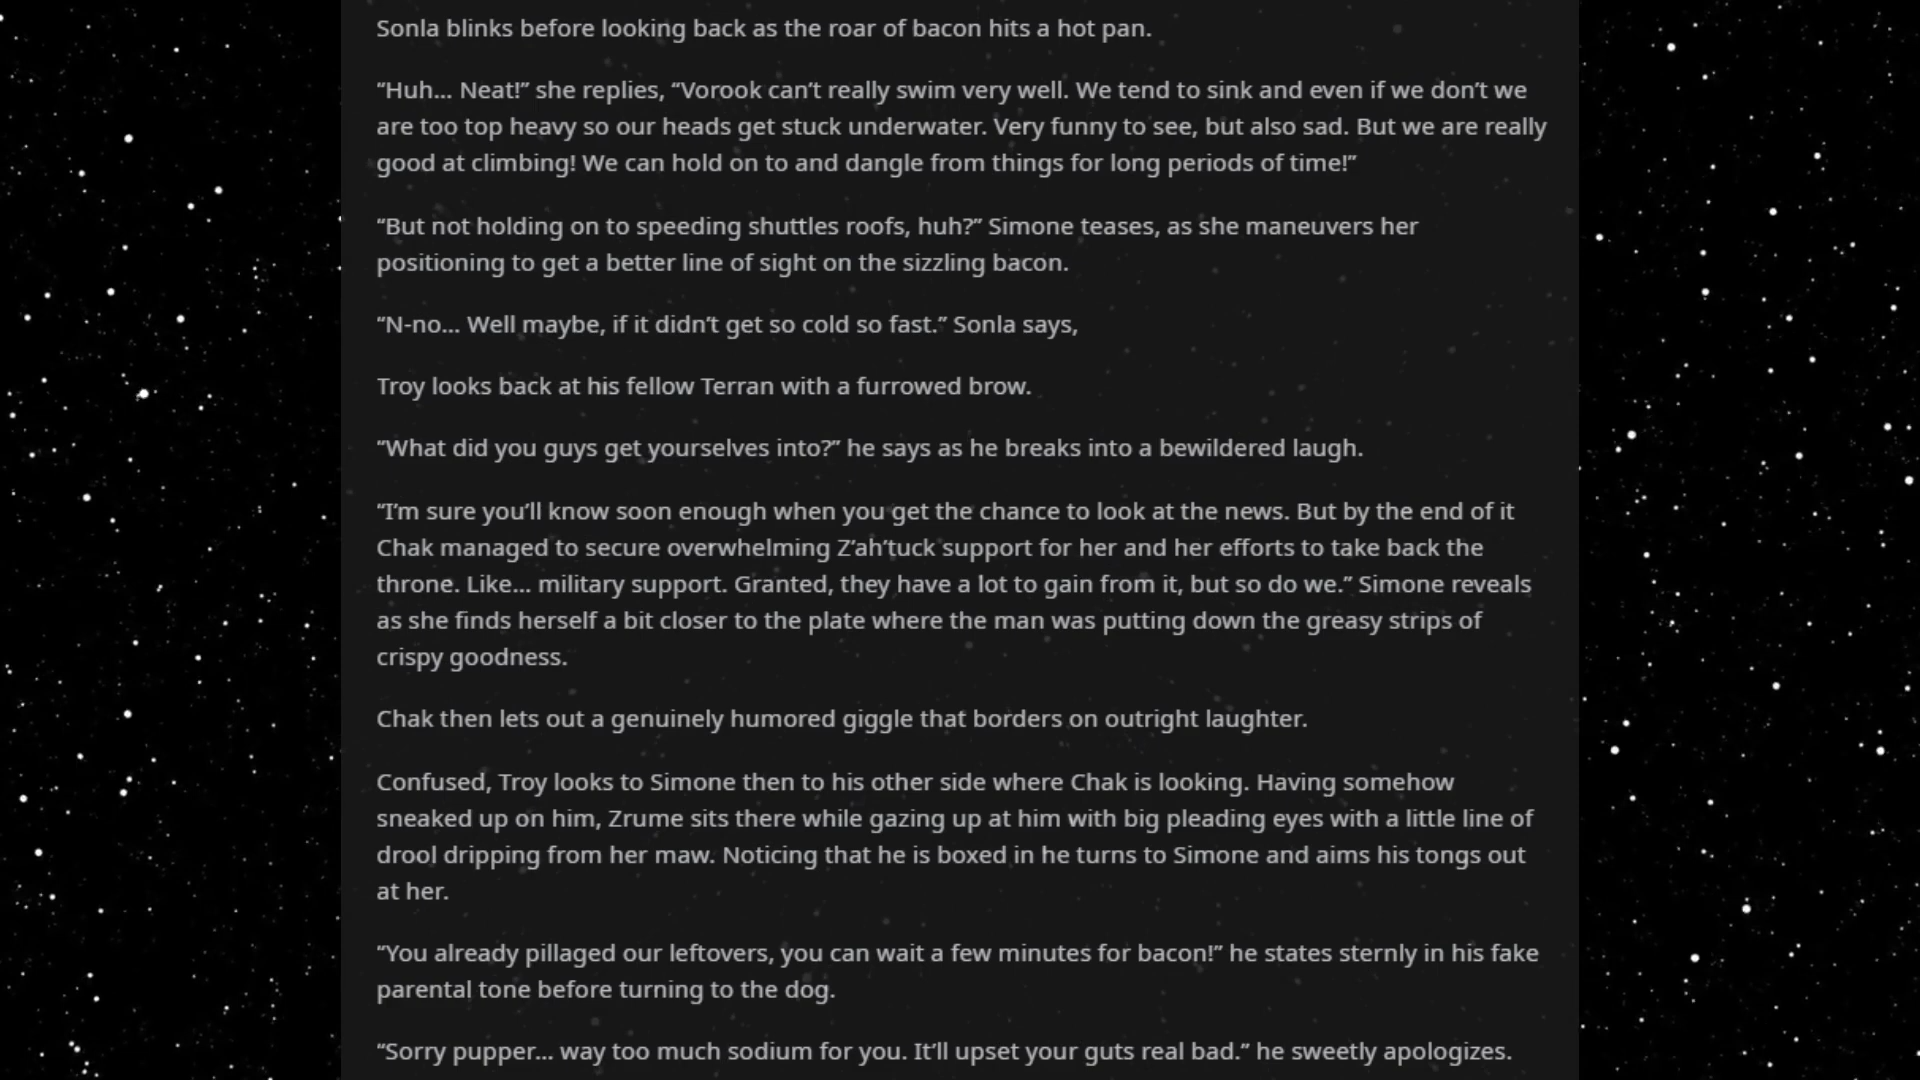 Sonla blinks before looking back as the roar of bacon hits a hot pan.
“Huh... Neat!” she replies, “Vorook can’t really swim very well. We tend to sink and even if we don’t we
are too top heavy so our heads get stuck underwater. Very funny to see, but also sad. But we are really
good at climbing! We can hold on to and dangle from things for long periods of time!”
“But not holding on to speeding shuttles roofs, huh?” Simone teases, as she maneuvers her
positioning to get a better line of sight on the sizzling bacon.
“N-no... Well maybe, if it didn’t get so cold so fast.” Sonla says,
Troy looks back at his fellow Terran with a furrowed brow.
“What did you guys get yourselves into?” he says as he breaks into a bewildered laugh.
“I’m sure you’ll know soon enough when you get the chance to look at the news. But by the end of it
Chak managed to secure overwhelming Z’ah’tuck support for her and her efforts to take back the
throne. Like... military support. Granted, they have a lot to gain from it, but so do we.” Simone reveals
as she finds herself a bit closer to the plate where the man was putting down the greasy strips of
crispy goodness.
Chak then lets out a genuinely humored giggle that borders on outright laughter.
Confused, Troy looks to Simone then to his other side where Chak is looking. Having somehow
sneaked up on him, Zrume sits there while gazing up at him with big pleading eyes with a little line of
drool dripping from her maw. Noticing that he is boxed in he turns to Simone and aims his tongs out
at her.
“You already pillaged our leftovers, you can wait a few minutes for bacon!” he states sternly in his fake
parental tone before turning to the dog.
“Sorry pupper... way too much sodium for you. It’ll upset your guts real bad.” he sweetly apologizes.